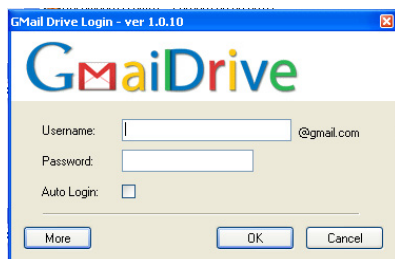 GMail Drive Login - ver 1.0.10
GMaiDrive
Username:
@gmail.com
Password:
Auto Login:
More
OK
Cancel